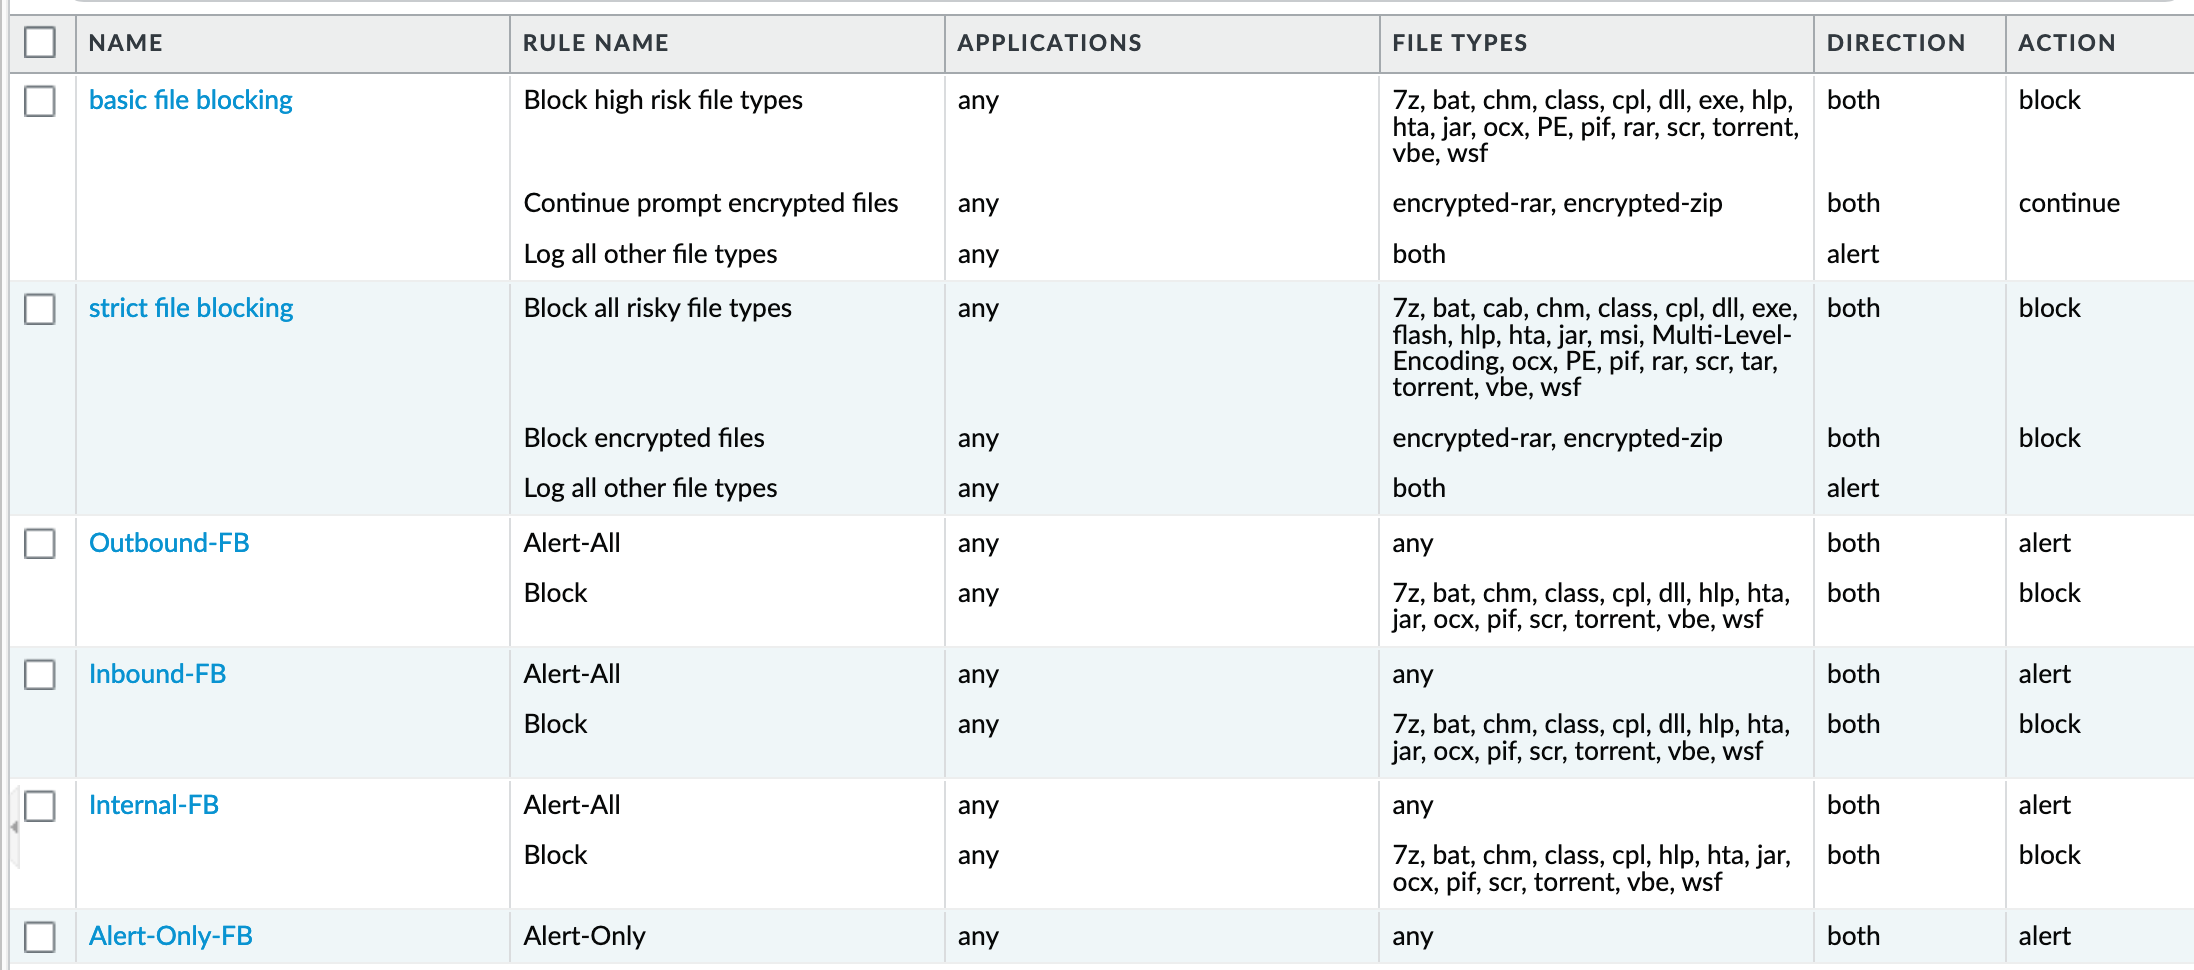 NAME RULE NAME APPLICATIONS FILE TYPES DIRECTION ACTION
basic file blocking Block high risk file types any 7z, bat, chm, class, cpl, dll, exe, hlp, both block
hta, jar, ocx, PE, pif, rar, scr, torrent,
vbe, wsf
Continue prompt encrypted files any encrypted-rar, encrypted-zip both continue
Log all other file types any both alert
strict file blocking Block all risky file types any 7z, bat, cab, chm, class, cpl, dll, exe, both block
flash, hlp, hta, jar, msi, Multi-Level-
Encoding, ocx, PE, pif, rar, scr, tar,
torrent, vbe, wsf
Block encrypted files any encrypted-rar, encrypted-zip both block
Log all other file types any both alert
Outbound-FB Alert-All any any both alert
Block any 7z, bat, chm, class, cpl, dll, hlp, hta, both block
jar, ocx, pif, scr, torrent, vbe, wsf
Inbound-FB Alert-All any any both alert
Block any 7z, bat, chm, class, cpl, dll, hlp, hta, both block
jar, ocx, pif, scr, torrent, vbe, wsf
Internal-FB Alert-All any any both alert
Block any 7z, bat, chm, class, cpl, hlp, hta, jar, both block
ocx, pif, scr, torrent, vbe, wsf
Alert-Only-FB Alert-Only any any both alert